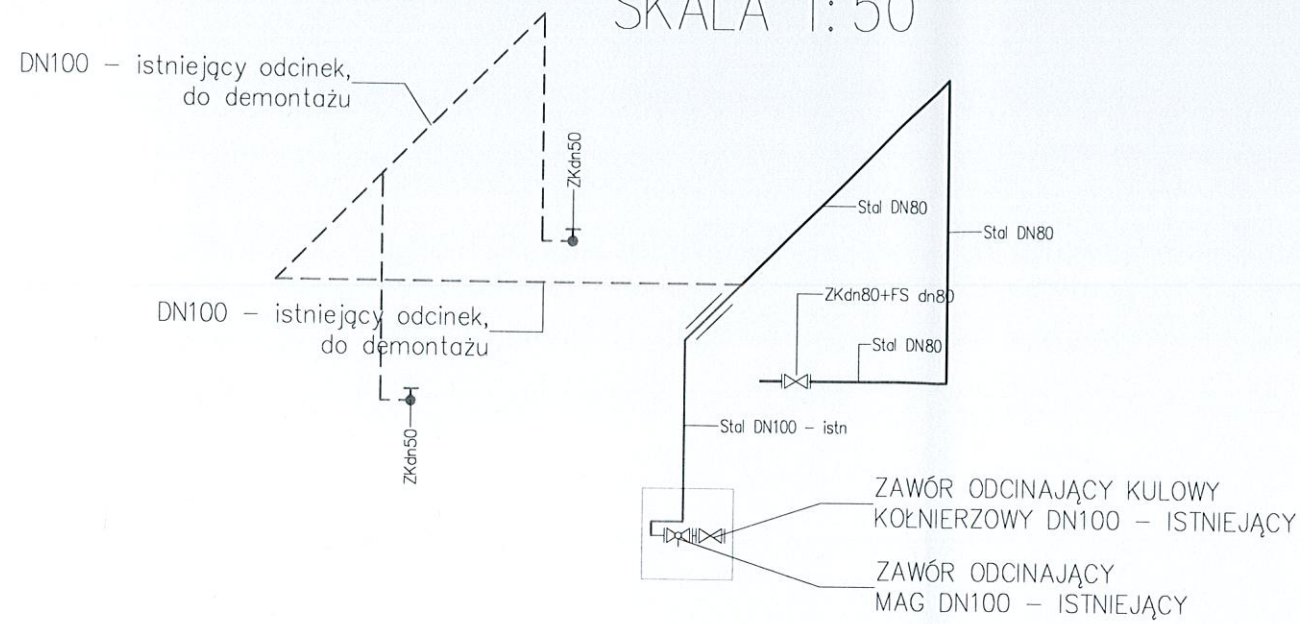 SKALA 1:50
DN100 – istniejący odcinek,
do demontażu
ZKdn50
Stal DN80
Stal DN80
ZKdn80+FS dn80
DN100 – istniejący odcinek,
do demontażu
Stal DN80
ZKdn50
Stal DN100 – istn
ZAWÓR ODCINAJĄCY KULOWY
KOŁNIERZOWY DN100 – ISTNIEJĄCY
ZAWÓR ODCINAJĄCY
MAG DN100 – ISTNIEJĄCY